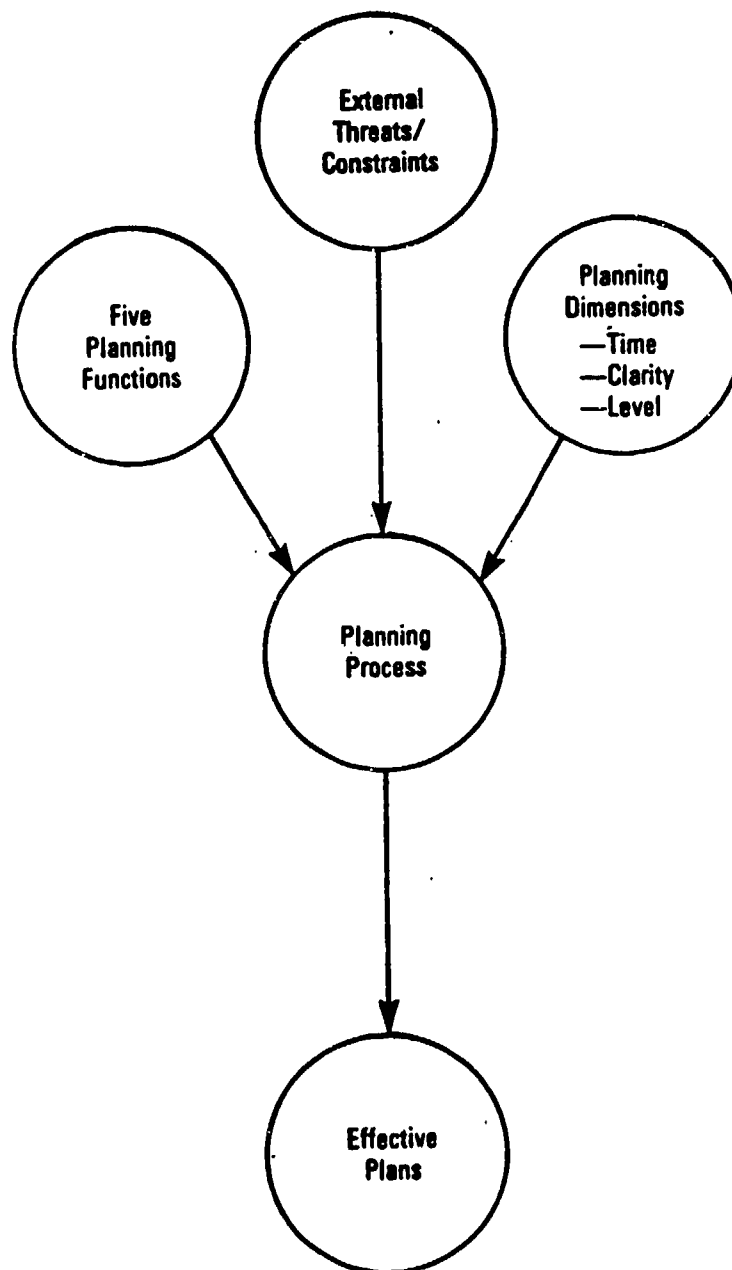 External
Threats/
Constraints
Five
Planning
Functions
Planning
Dimensions
—Time
—Clarity
—Level
Planning
Process
Effective
Plans